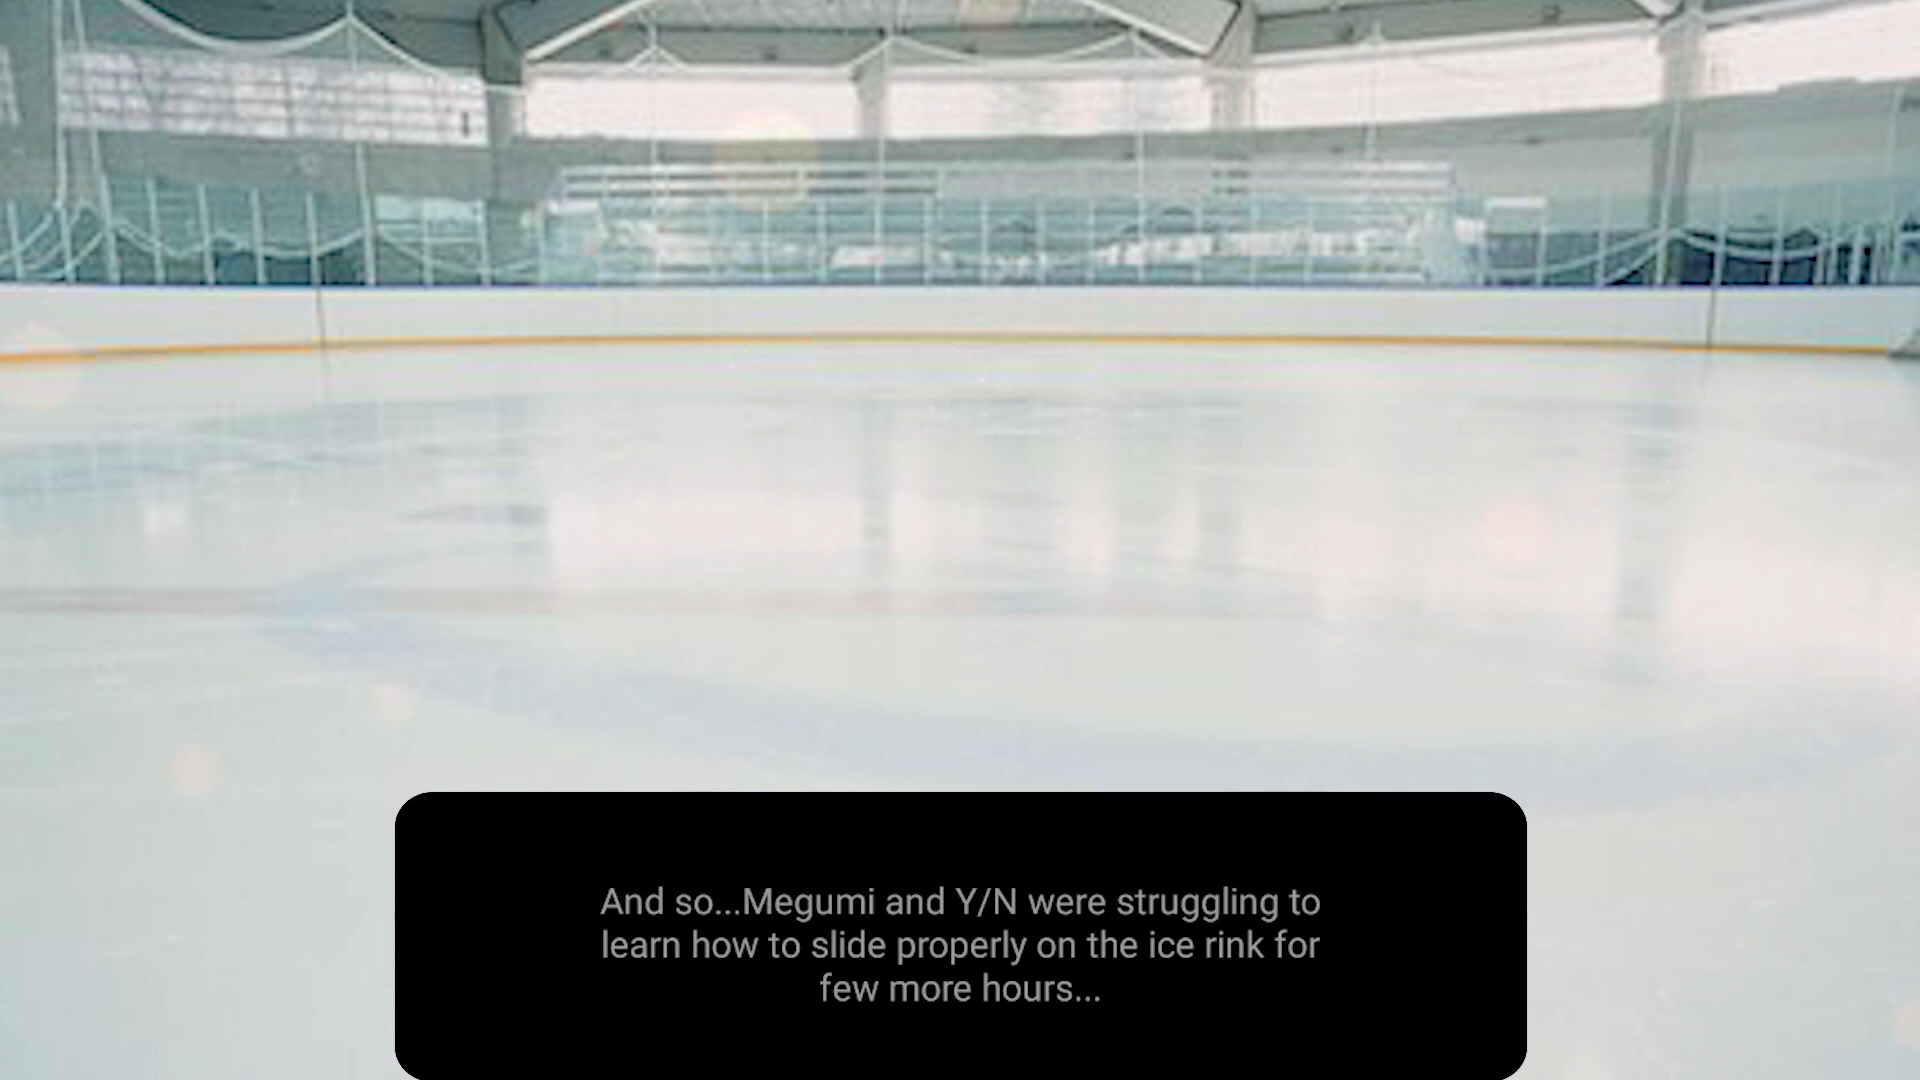 And so...Megumi and Y/N were struggling to
learn how to slide properly on the ice rink for
few more hours...